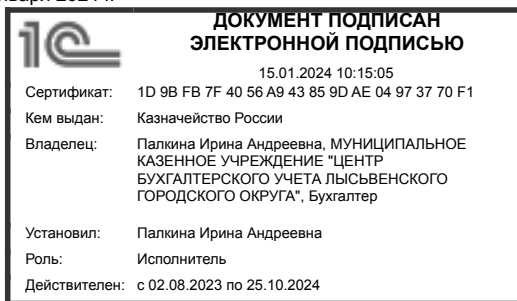 ДОКУМЕНТ ПОДПИСАН
ЭЛЕКТРОННОЙ ПОДПИСЬЮ
15.01.2024 10:15:05
Сертификат: 1D 9B FB 7F 40 56 A9 43 85 9D AE 04 97 37 70 F1
Кем выдан: Казначейство России
Владелец: Палкина Ирина Андреевна, МУНИЦИПАЛЬНОЕ
КАЗЕННОЕ УЧРЕЖДЕНИЕ "ЦЕНТР
БУХГАЛТЕРСКОГО УЧЕТА ЛЫСЬВЕНСКОГО
ГОРОДСКОГО ОКРУГА", Бухгалтер
Установил: Палкина Ирина Андреевна
Роль: Исполнитель
Действителен: с 02.08.2023 по 25.10.2024